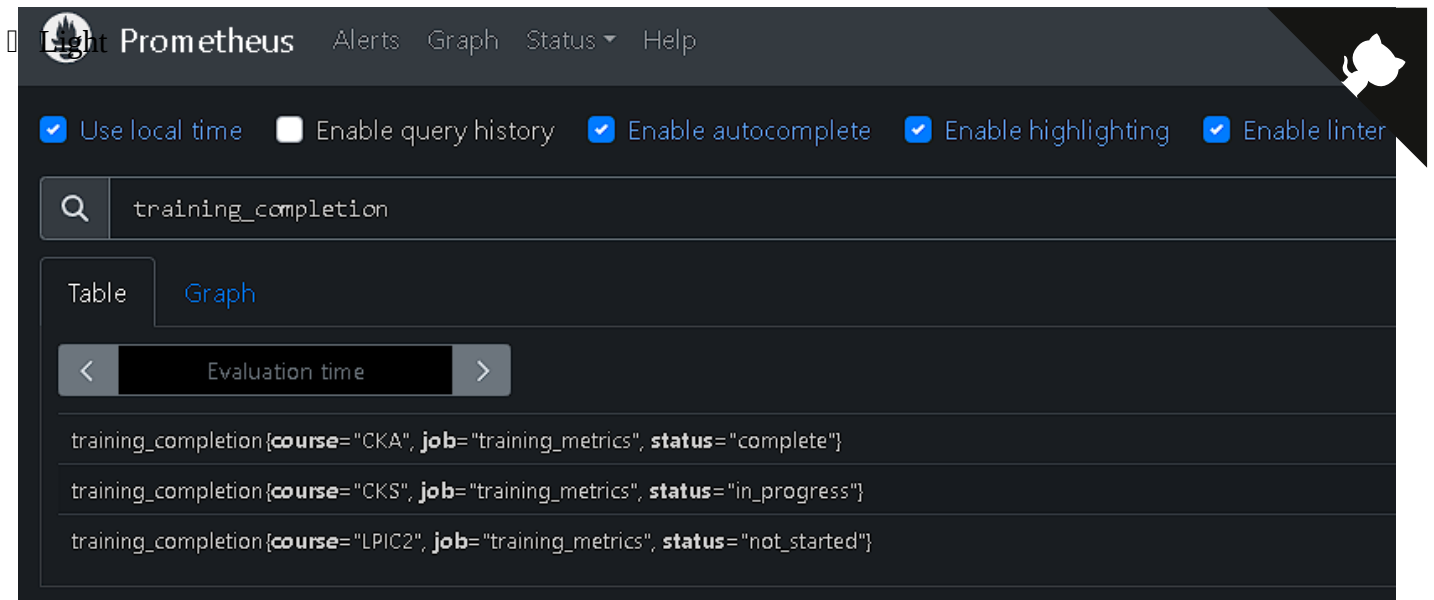 Light Prometheus Alerts Graph Status Help
Use local time Enable query history Enable autocomplete Enable highlighting Enable linter
training_completion
Table Graph
Evaluation time
training_completion{course="CKA", job="training_metrics", status="complete"}
training_completion{course="CKS", job="training_metrics", status="in_progress"}
training_completion{course="LPIC2", job="training_metrics", status="not_started"}